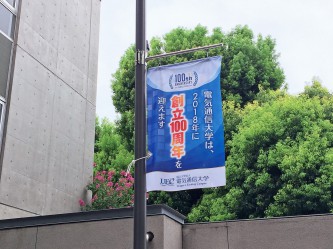 100th
ANNIVERSARY
電気通信大学は、
2018年に
創立100周年を
迎えます
UEC
電気通信大学